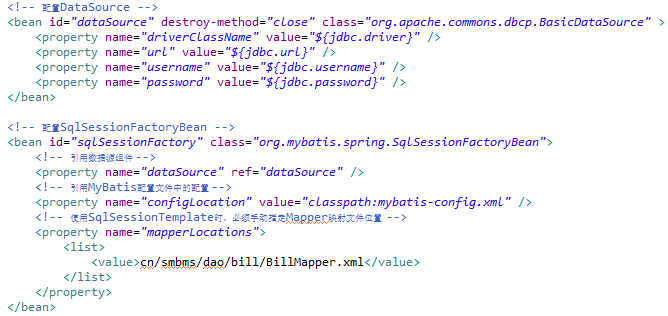 <!-- 配置DataSource -->
<bean id="dataSource" destroy-method="close" class="org.apache.commons.dbcp.BasicDataSource" >
<property name="driverClassName" value="${jdbc.driver}" />
<property name="url" value="${jdbc.url}" />
<property name="username" value="${jdbc.username}" />
<property name="password" value="${jdbc.password}" />
</bean>
<!-- 配置SqlSessionFactoryBean -->
<bean id="sqlSessionFactory" class="org.mybatis.spring.SqlSessionFactoryBean">
<!-- 引用数据源组件 -->
<property name="dataSource" ref="dataSource" />
<!-- 引用MyBatis配置文件中的配置 -->
<property name="configLocation" value="classpath:mybatis-config.xml" />
<!-- 使用SqlSessionTemplate时，必须手动指定Mapper映射文件位置 -->
<property name="mapperLocations">
<list>
<value>cn/smbms/dao/bill/BillMapper.xml</value>
</list>
</property>
</bean>